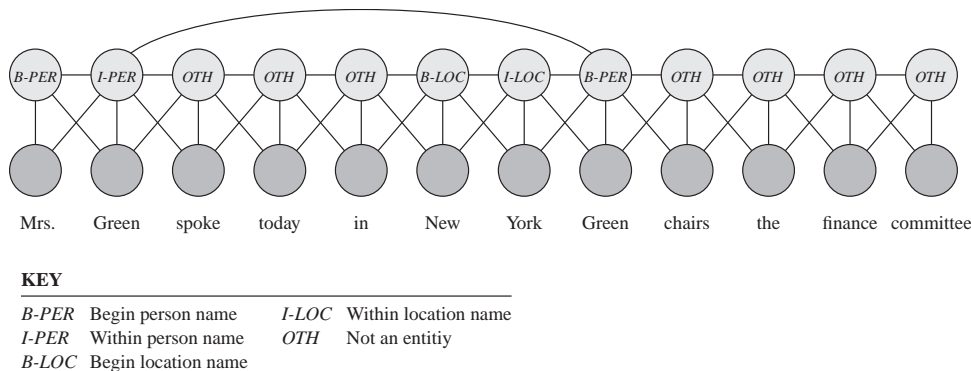 B-PER I-PER OTH OTH OTH B-LOC I-LOC B-PER OTH OTH OTH OTH
Mrs. Green spoke today in New York Green chairs the finance committee
KEY
B-PER Begin person name I-LOC Within location name
I-PER Within person name OTH Not an entitiy
B-LOC Begin location name